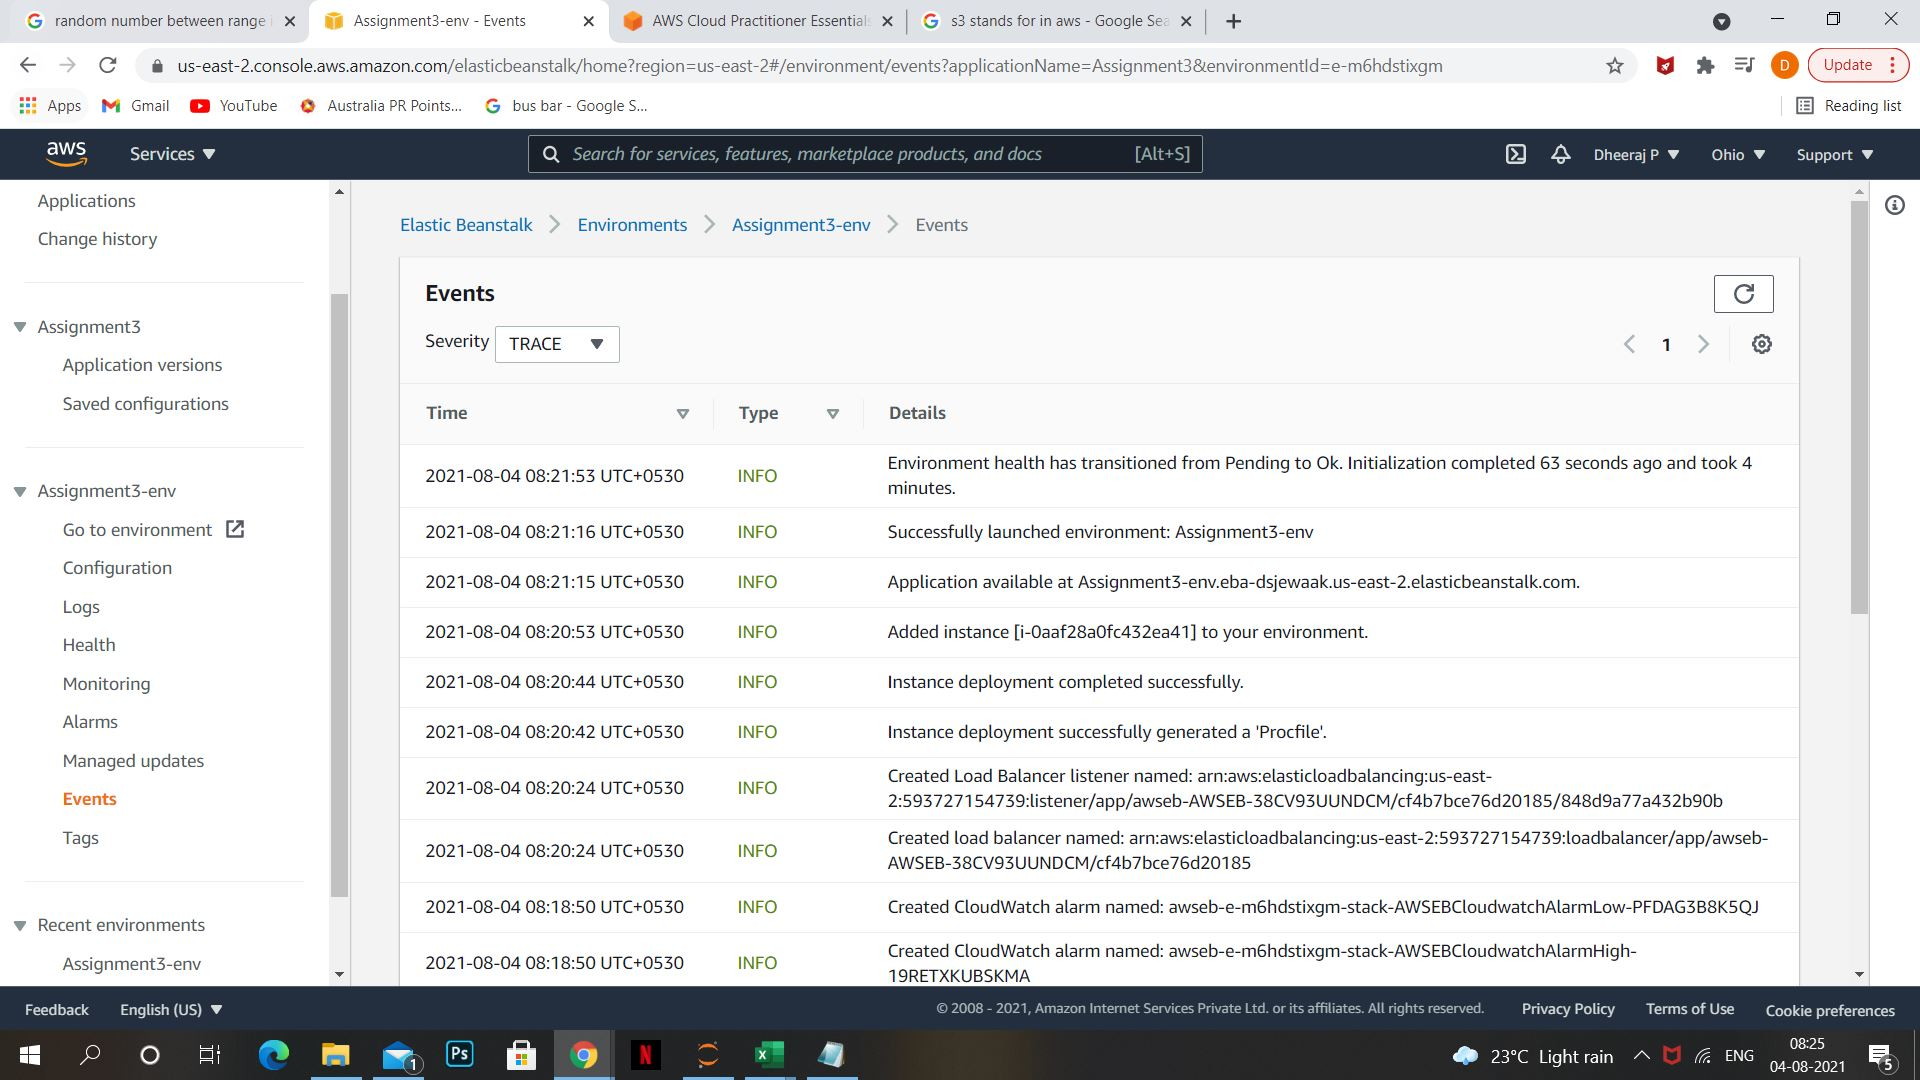 random number between range i
Assignment3-env - Events
AWS Cloud Practitioner Essentials
s3 stands for in aws - Google Sea
us-east-2.console.aws.amazon.com/elasticbeanstalk/home?region=us-east-2#/environment/events?applicationName=Assignment3&environmentId=e-m6hdstixgm
D
Update
Apps
Gmail
YouTube
Australia PR Points...
bus bar - Google S...
Reading list
aws
Services
Search for services, features, marketplace products, and docs
[Alt+S]
Dheeraj P
Ohio
Support
Applications
Change history
Assignment3
Application versions
Saved configurations
Assignment3-env
Go to environment
Configuration
Logs
Health
Monitoring
Alarms
Managed updates
Events
Tags
Recent environments
Assignment3-env
Elastic Beanstalk
Environments
Assignment3-env
Events
Events
Severity TRACE
1
Time Type Details
2021-08-04 08:21:53 UTC+0530 INFO Environment health has transitioned from Pending to Ok. Initialization completed 63 seconds ago and took 4
minutes.
2021-08-04 08:21:16 UTC+0530 INFO Successfully launched environment: Assignment3-env
2021-08-04 08:21:15 UTC+0530 INFO Application available at Assignment3-env.eba-dsjewaak.us-east-2.elasticbeanstalk.com.
2021-08-04 08:20:53 UTC+0530 INFO Added instance [i-0aaf28a0fc432ea41] to your environment.
2021-08-04 08:20:44 UTC+0530 INFO Instance deployment completed successfully.
2021-08-04 08:20:42 UTC+0530 INFO Instance deployment successfully generated a 'Procfile'.
2021-08-04 08:20:24 UTC+0530 INFO Created Load Balancer listener named: arn:aws:elasticloadbalancing:us-east-
2:593727154739:listener/app/awseb-AWSEB-38CV93UUNDCM/cf4b7bce76d20185/848d9a77a432b90b
2021-08-04 08:20:24 UTC+0530 INFO Created load balancer named: arn:aws:elasticloadbalancing:us-east-2:593727154739:loadbalancer/app/awseb-
AWSEB-38CV93UUNDCM/cf4b7bce76d20185
2021-08-04 08:18:50 UTC+0530 INFO Created CloudWatch alarm named: awseb-e-m6hdstixgm-stack-AWSEBCloudwatchAlarmLow-PFDAG3B8K5QJ
2021-08-04 08:18:50 UTC+0530 INFO Created CloudWatch alarm named: awseb-e-m6hdstixgm-stack-AWSEBCloudwatchAlarmHigh-
19RETXKUBSKMA
Feedback
English (US)
© 2008 - 2021, Amazon Internet Services Private Ltd. or its affiliates. All rights reserved.
Privacy Policy
Terms of Use
Cookie preferences
1
Ps
N
23°C Light rain
ENG
08:25
04-08-2021
5